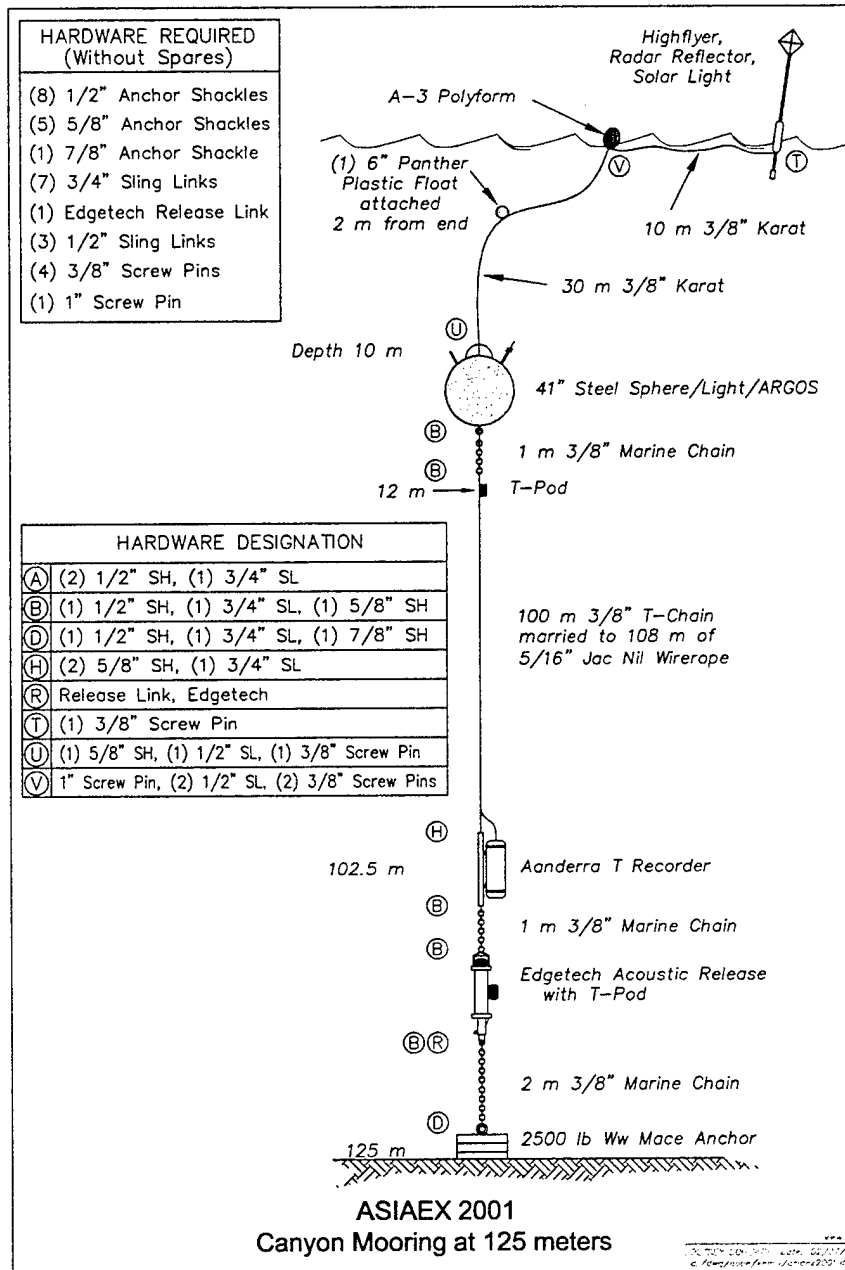 HARDWARE REQUIRED
(Without Spares)
(8) 1/2" Anchor Shackles
(5) 5/8" Anchor Shackles
(1) 7/8" Anchor Shackle
(7) 3/4" Sling Links
(1) Edgetech Release Link
(3) 1/2" Sling Links
(4) 3/8" Screw Pins
(1) 1" Screw Pin
Highflyer,
Radar Reflector,
Solar Light
A-3 Polyform
(1) 6" Panther
Plastic Float
attached
2 m from end
V
T
10 m 3/8" Karat
30 m 3/8" Karat
U
Depth 10 m
41" Steel Sphere/Light/ARGOS
B
1 m 3/8" Marine Chain
B
12 m
T-Pod
HARDWARE DESIGNATION
A (2) 1/2" SH, (1) 3/4" SL
B (1) 1/2" SH, (1) 3/4" SL, (1) 5/8" SH
D (1) 1/2" SH, (1) 3/4" SL, (1) 7/8" SH
H (2) 5/8" SH, (1) 3/4" SL
R Release Link, Edgetech
T (1) 3/8" Screw Pin
U (1) 5/8" SH, (1) 1/2" SL, (1) 3/8" Screw Pin
V 1" Screw Pin, (2) 1/2" SL, (2) 3/8" Screw Pins
100 m 3/8" T-Chain
married to 108 m of
5/16" Jac Nil Wirerope
H
102.5 m
Aanderra T Recorder
B
1 m 3/8" Marine Chain
B
Edgetech Acoustic Release
with T-Pod
B R
2 m 3/8" Marine Chain
D
2500 lb Ww Mace Anchor
125 m
ASIAEX 2001
Canyon Mooring at 125 meters